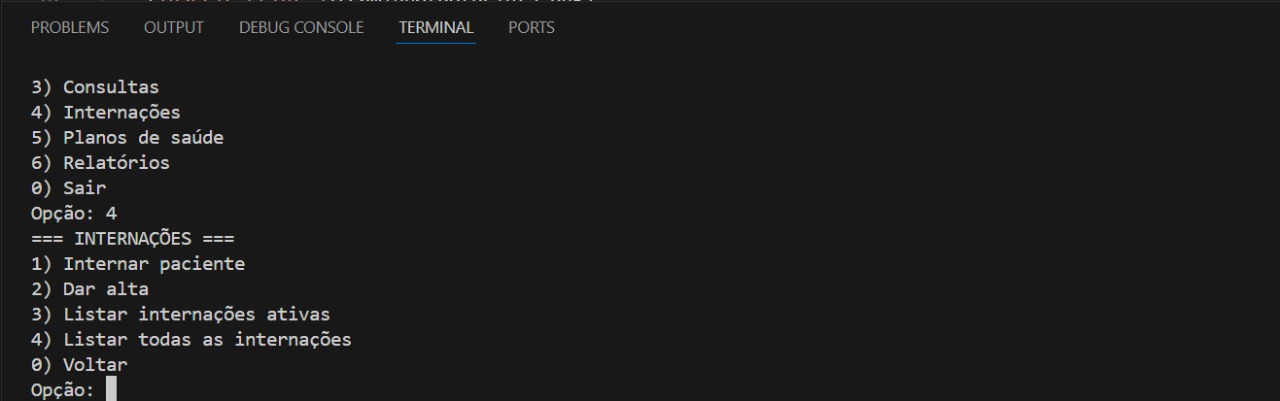 PROBLEMS OUTPUT DEBUG CONSOLE TERMINAL PORTS
3) Consultas
4) Internações
5) Planos de saúde
6) Relatórios
0) Sair
Opção: 4
=== INTERNAÇÕES ===
1) Internar paciente
2) Dar alta
3) Listar internações ativas
4) Listar todas as internações
0) Voltar
Opção: